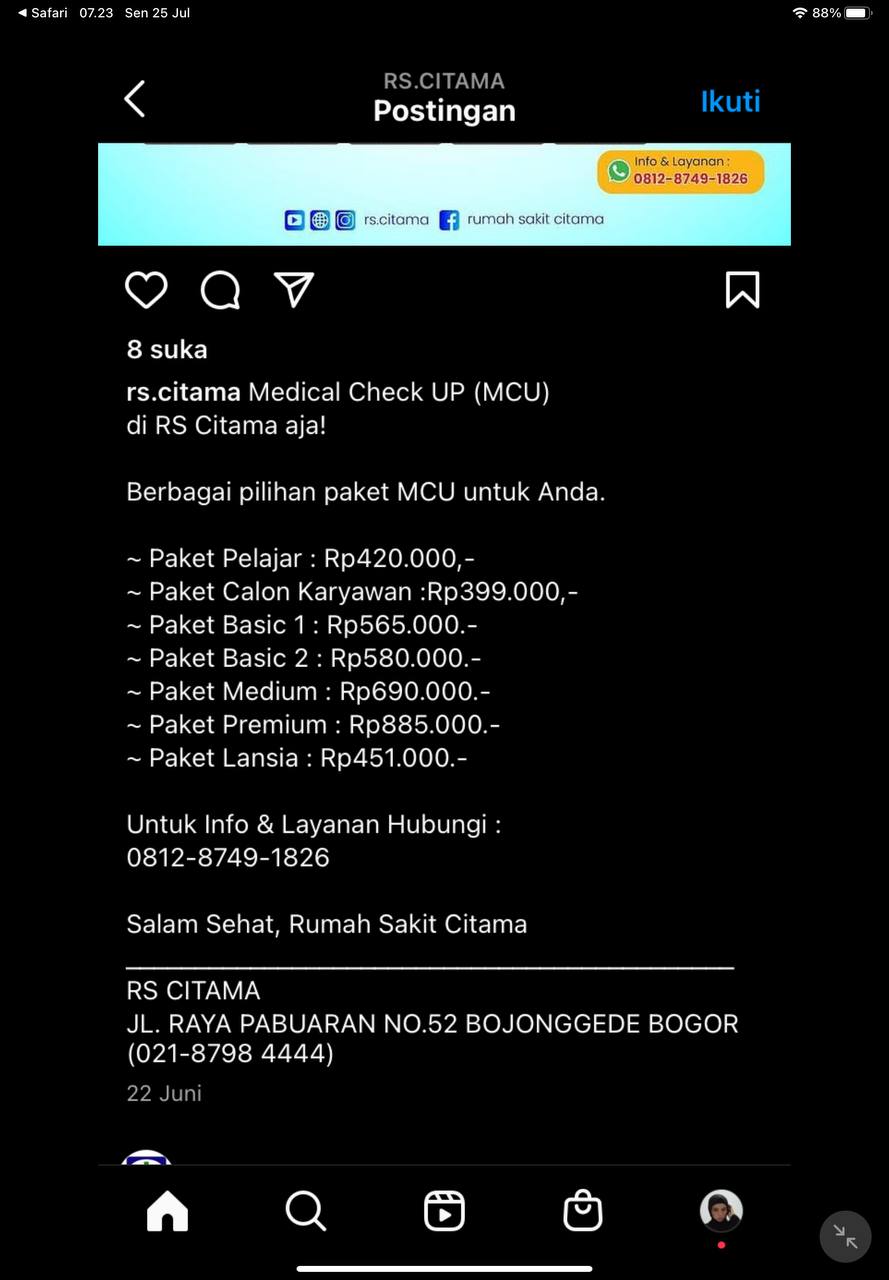 ◀ Safari 07.23 Sen 25 Jul 88%
RS.CITAMA
Postingan
Ikuti
Info & Layanan :
0812-8749-1826
rs.citama rumah sakit citama
8 suka
rs.citama Medical Check UP (MCU)
di RS Citama aja!
Berbagai pilihan paket MCU untuk Anda.
~ Paket Pelajar : Rp420.000,-
~ Paket Calon Karyawan :Rp399.000,-
~ Paket Basic 1 : Rp565.000.-
~ Paket Basic 2 : Rp580.000.-
~ Paket Medium : Rp690.000.-
~ Paket Premium : Rp885.000.-
~ Paket Lansia : Rp451.000.-
Untuk Info & Layanan Hubungi :
0812-8749-1826
Salam Sehat, Rumah Sakit Citama
RS CITAMA
JL. RAYA PABUARAN NO.52 BOJONGGEDE BOGOR
(021-8798 4444)
22 Juni